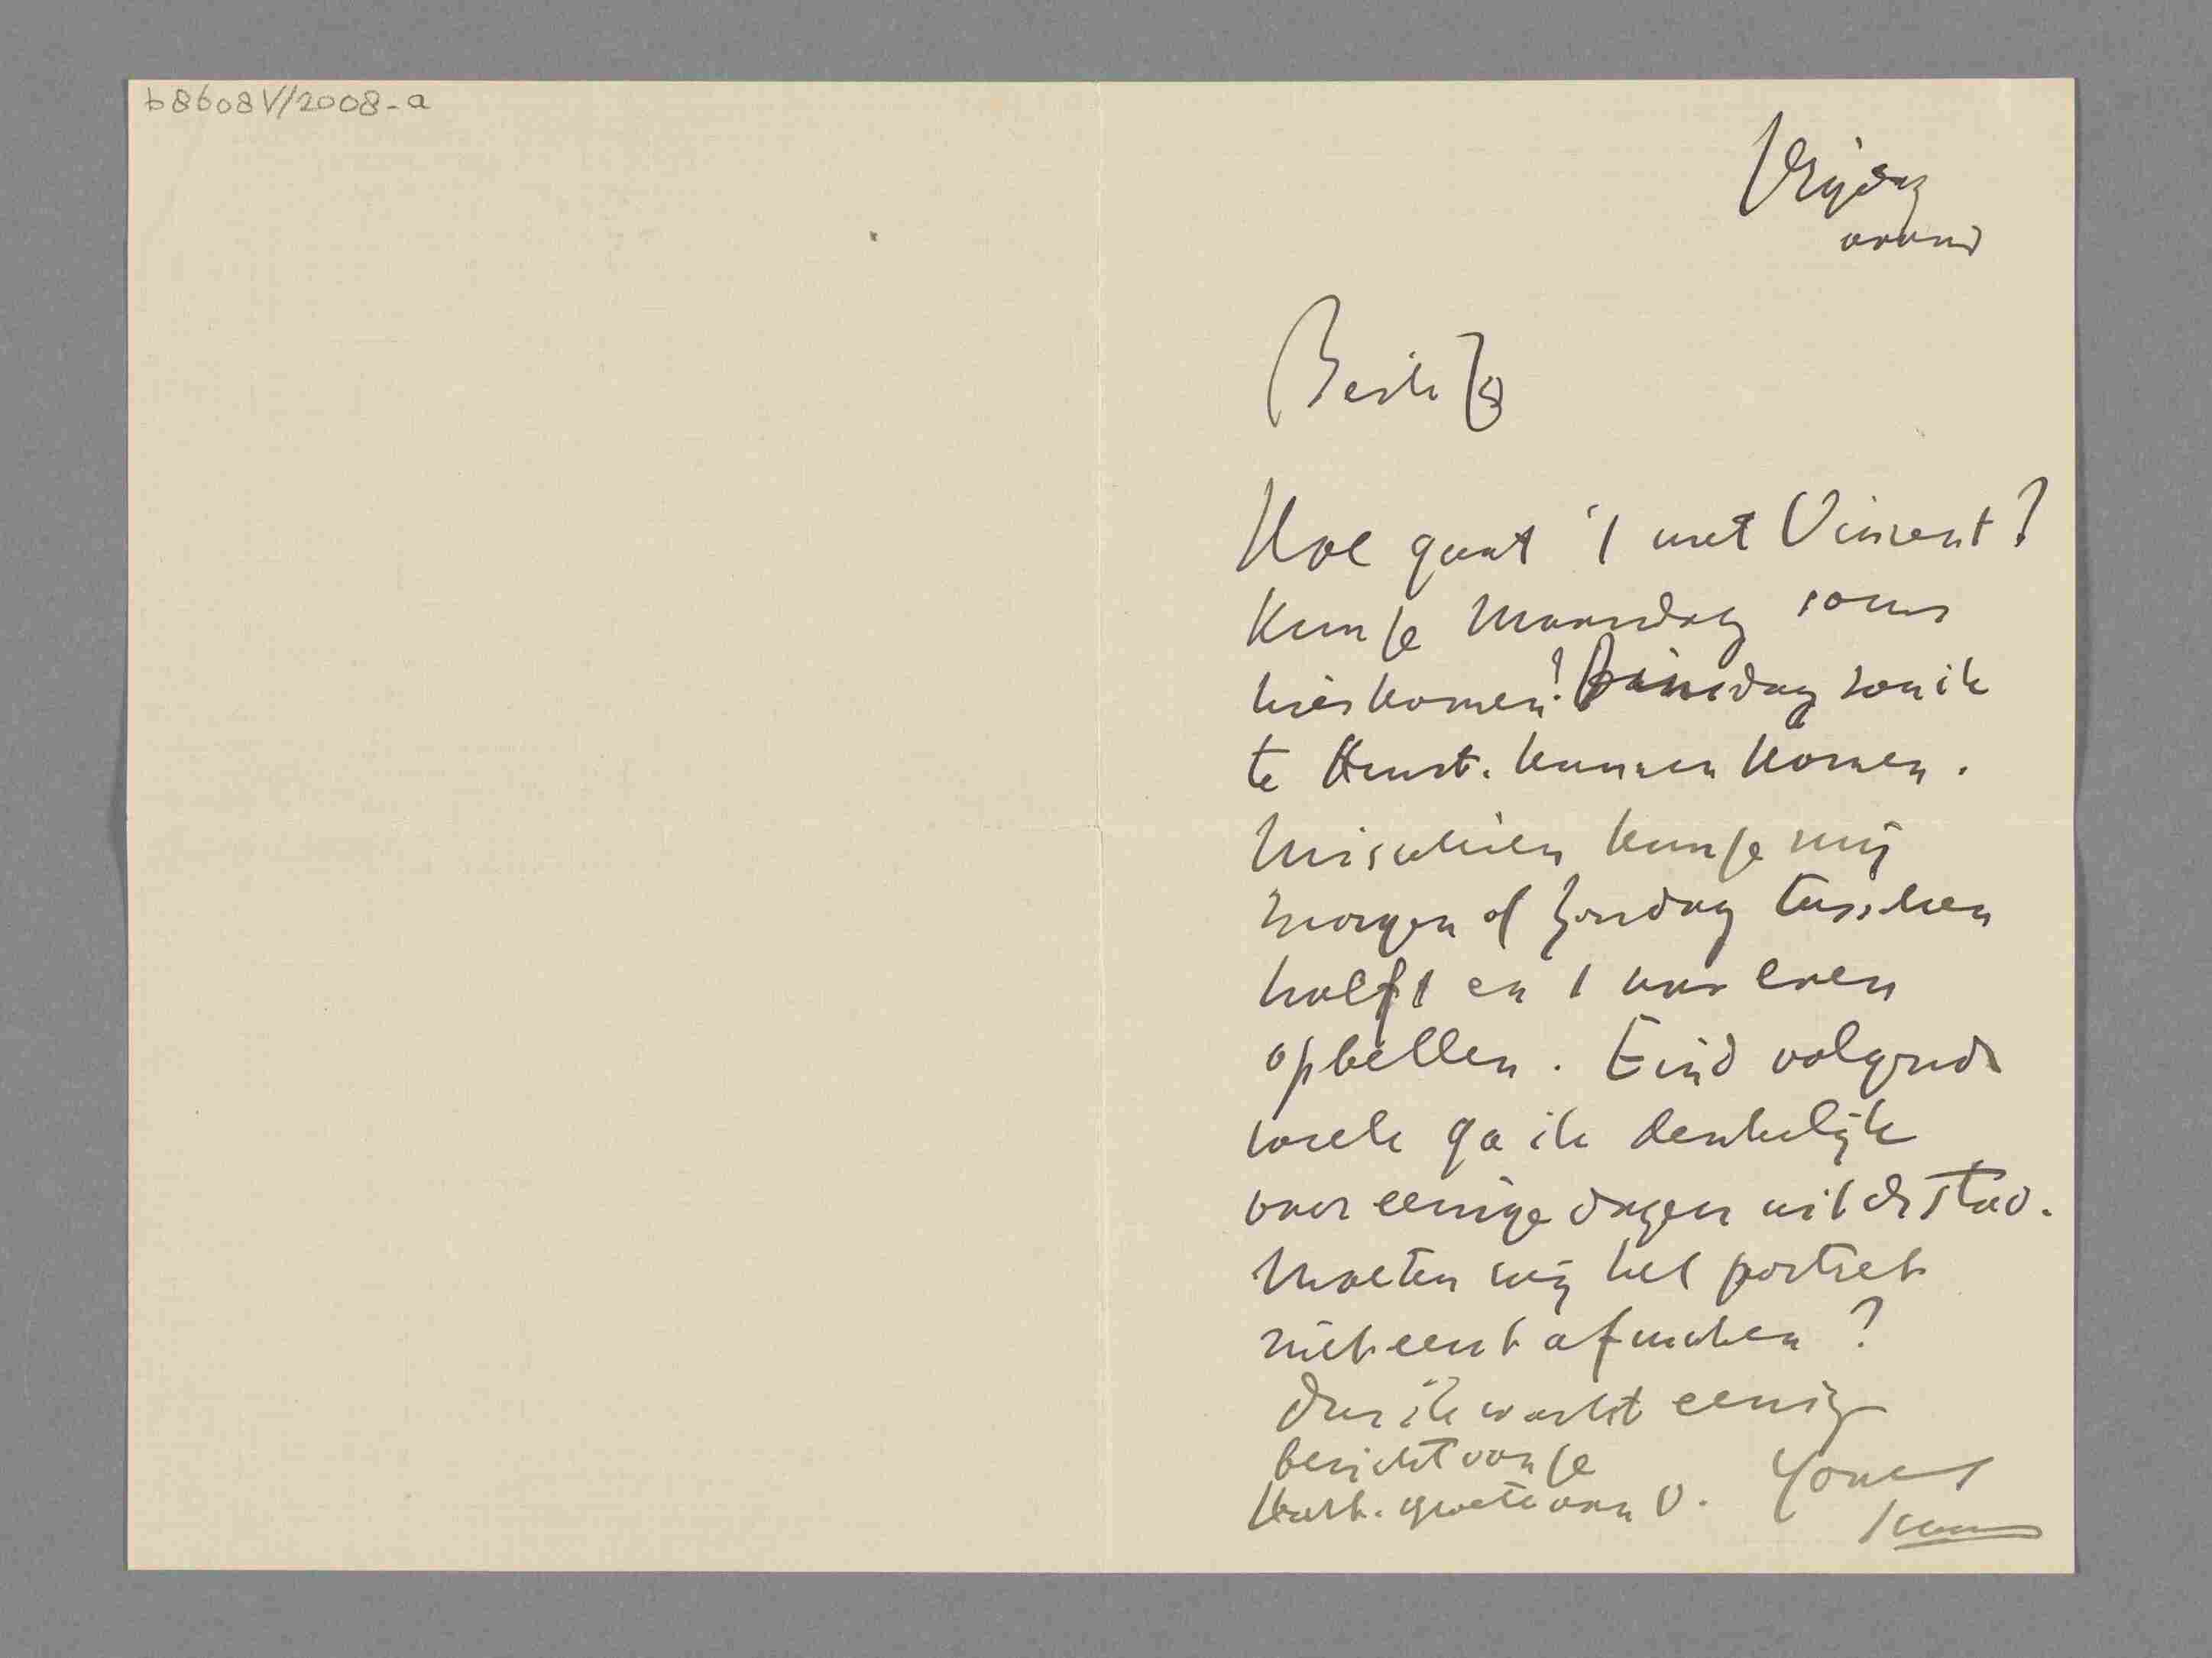 b8608V/2008-a
Vrijdag
avond
Beste Jo
Hoe gaat 't met Vincent?
Kun je Maandag soms
hier komen? Dinsdag zou ik
te Amst. kunnen komen.
Misschien kun je mij
morgen of Zondag tusschen
half 1 en 1 uur even
opbellen. Eind volgende
week ga ik denkelijk
voor eenige dagen uit de stad.
Moeten wij het portret
niet eerst afmaken?
Dus ik wacht eenig
bericht van je
Hart. groeten van O. Yours
Isaac